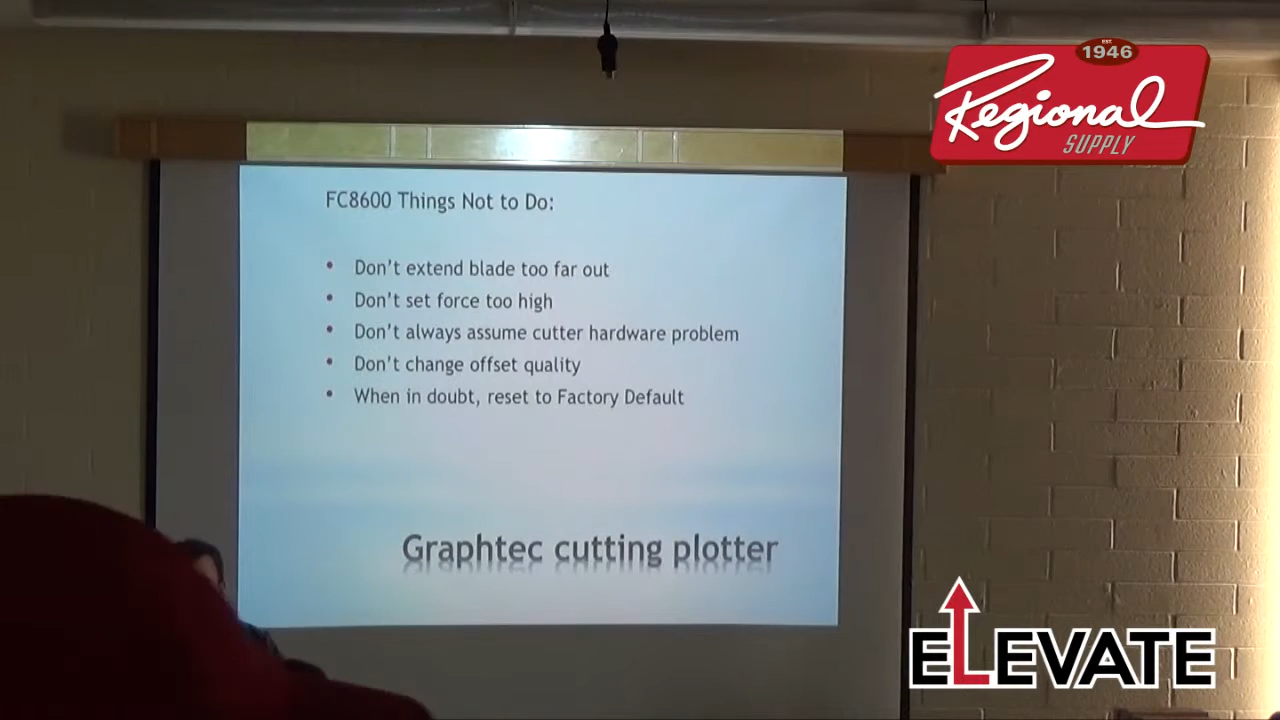 EST.
1946
Regional
SUPPLY
FC8600 Things Not to Do:
• Don't extend blade too far out
• Don't set force too high
• Don't always assume cutter hardware problem
• Don't change offset quality
• When in doubt, reset to Factory Default
Graphtec cutting plotter
ELEVATE